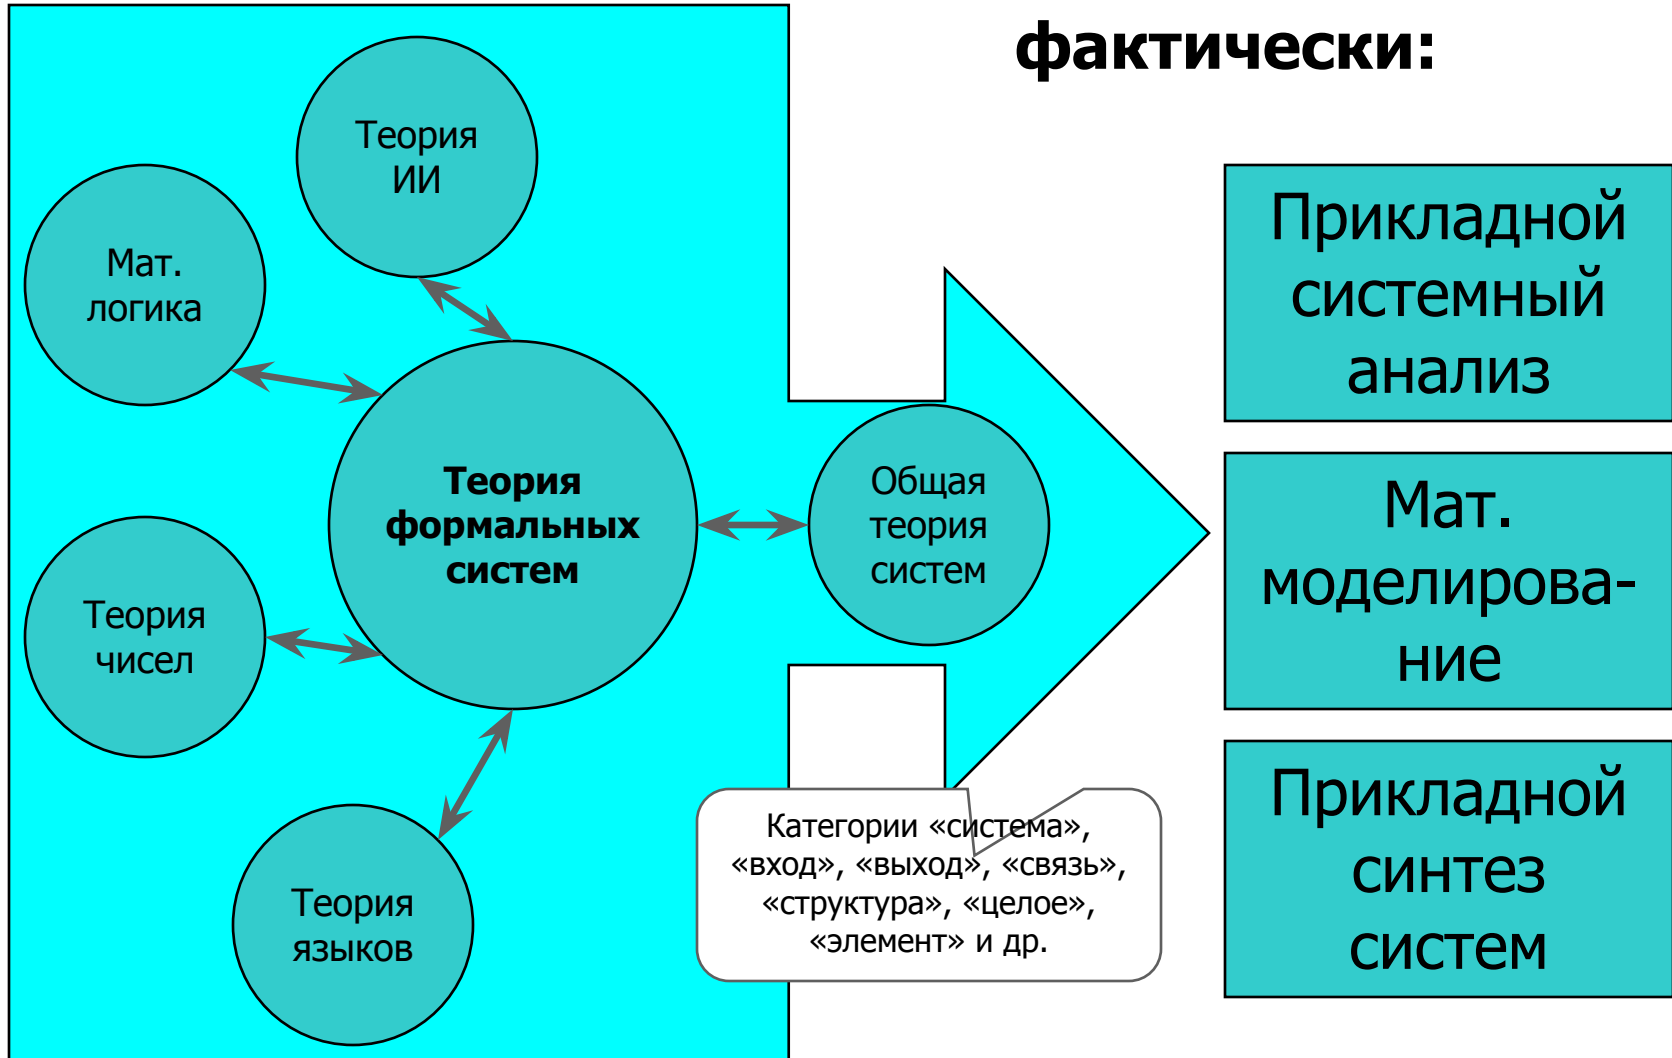 фактически:
Теория
ИИ
Мат.
логика
Теория
формальных
систем
Общая
теория
систем
Теория
чисел
Теория
языков
Категории «система»,
«вход», «выход», «связь»,
«структура», «целое»,
«элемент» и др.
Прикладной
системный
анализ
Мат.
моделирова-
ние
Прикладной
синтез
систем